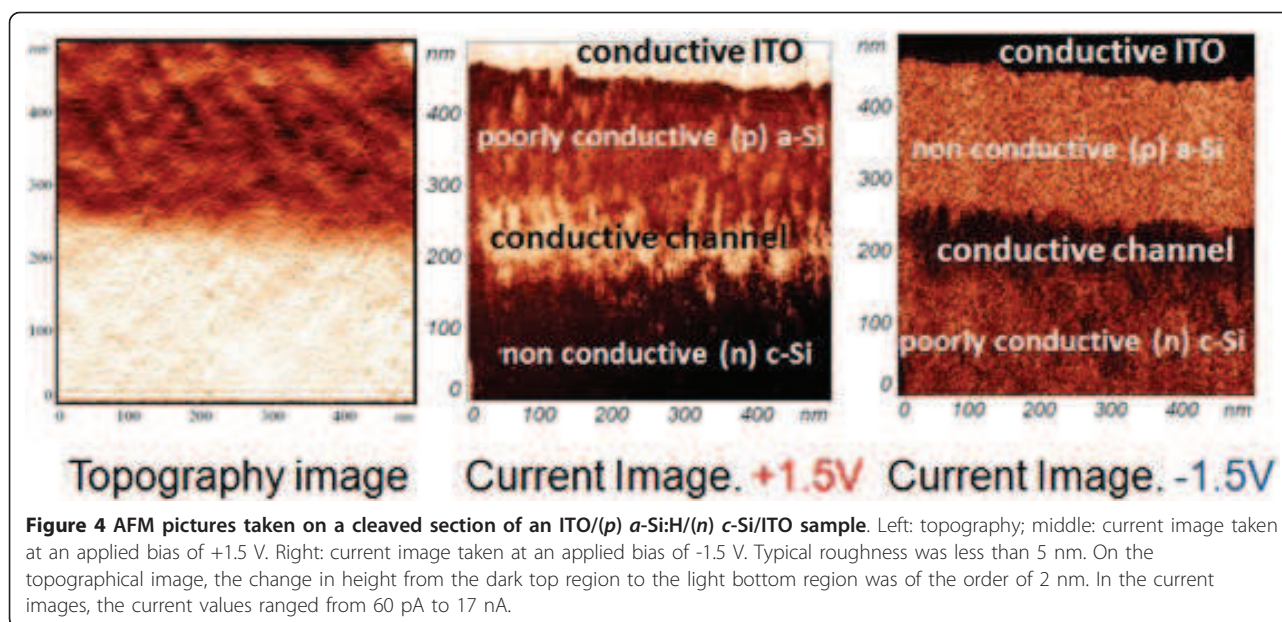 nm
400
300
200
100
0
0 100 200 300 400 nm
nm
400
300
200
100
0
0 100 200 300 400 nm
conductive ITO
poorly conductive (p) a-Si
conductive channel
non conductive (n) c-Si
nm
400
300
200
100
0
0 100 200 300 400 nm
conductive ITO
non conductive (p) a-Si
conductive channel
poorly conductive (n) c-Si
Topography image
Current Image. +1.5V
Current Image. -1.5V
Figure 4 AFM pictures taken on a cleaved section of an ITO/(p) a-Si:H/(n) c-Si/ITO sample. Left: topography; middle: current image taken
at an applied bias of +1.5 V. Right: current image taken at an applied bias of -1.5 V. Typical roughness was less than 5 nm. On the
topographical image, the change in height from the dark top region to the light bottom region was of the order of 2 nm. In the current
images, the current values ranged from 60 pA to 17 nA.